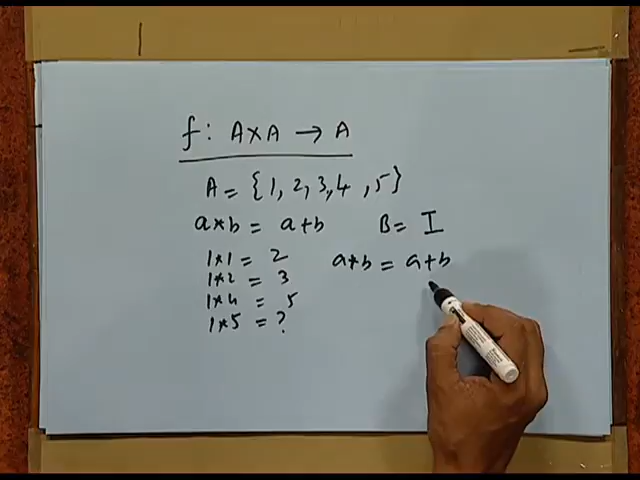 f: A×A → A
A = {1, 2, 3, 4, 5}
a*b = a+b B = I
1*1 = 2 a*b = a+b
1*2 = 3
1*4 = 5
1*5 = ?